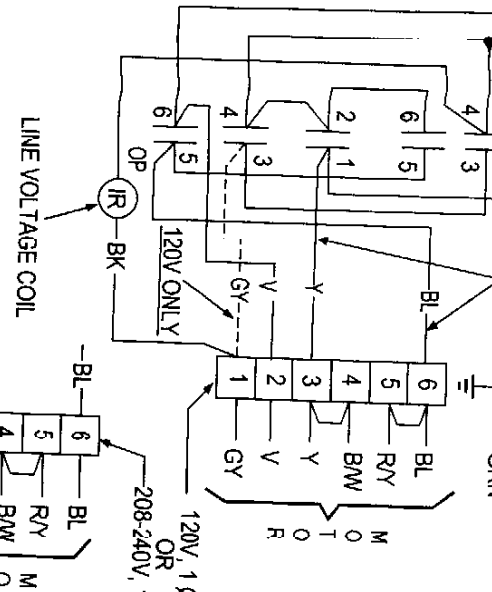 6 4 2 6 4
5 3 1 5 3
OP
IR
LINE VOLTAGE COIL
BK
120V ONLY
GY
V
Y
BL
1 2 3 4 5 6
GY
V
Y
B/W
R/Y
BL
MOTOR
120V, 1
OR
208-240V,
BL
4 5 6
B/W
R/Y
BL
M
O